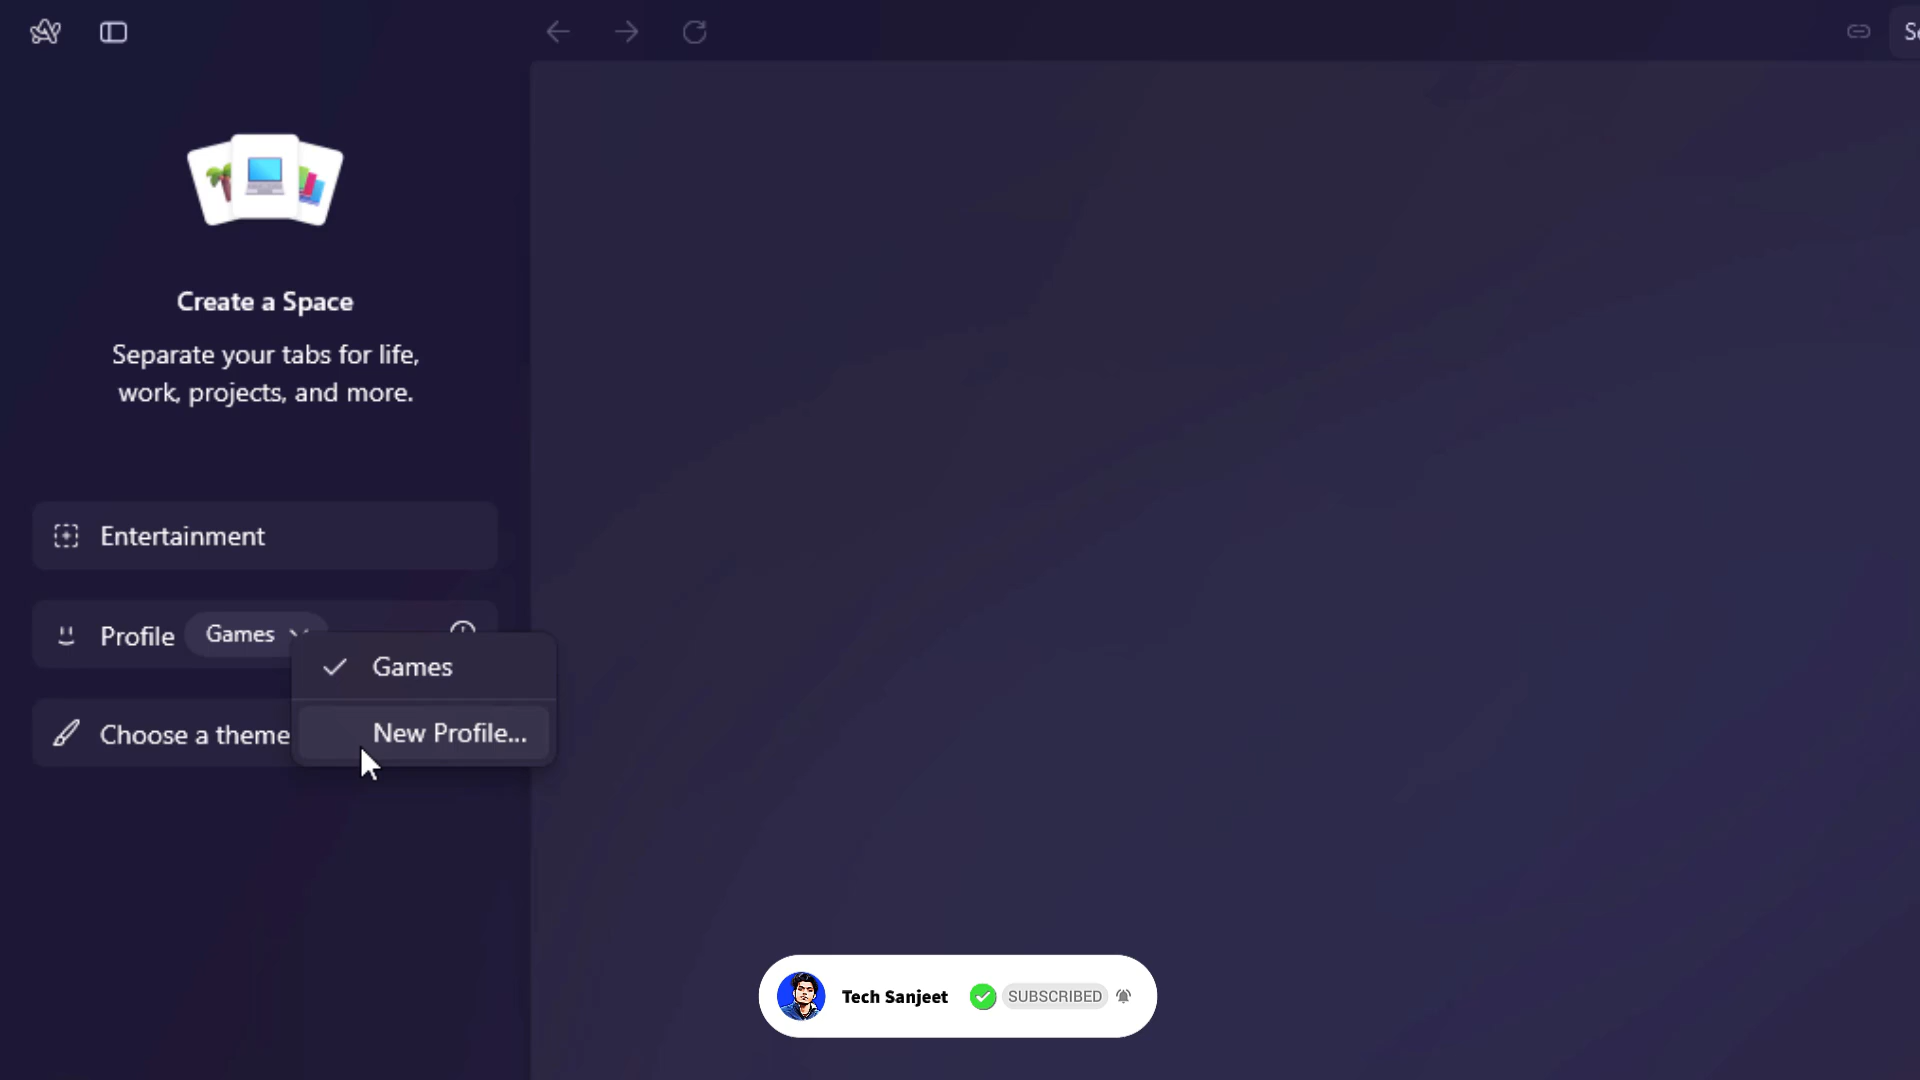 Create a Space
Separate your tabs for life,
work, projects, and more.
Entertainment
Profile
Games
Games
New Profile...
Choose a theme
Tech Sanjeet
SUBSCRIBED